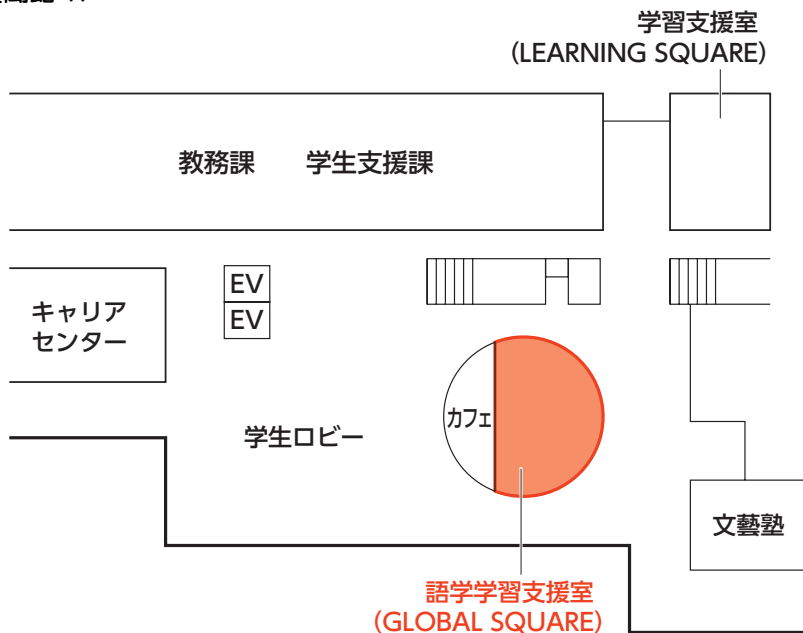 学習支援室
(LEARNING SQUARE)
教務課 学生支援課
キャリア
センター
EV
EV
カフェ
学生ロビー
文藝塾
語学学習支援室
(GLOBAL SQUARE)